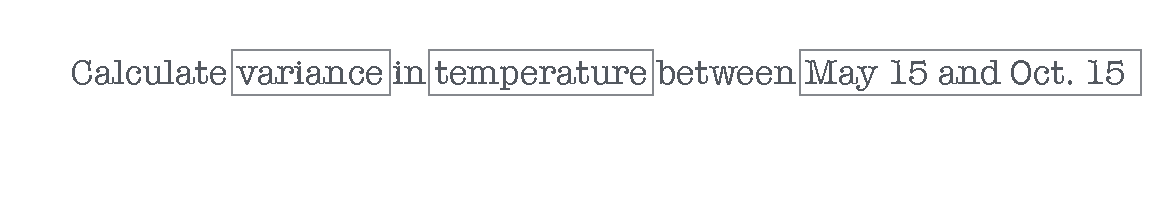 Calculate variance in temperature between May 15 and Oct. 15